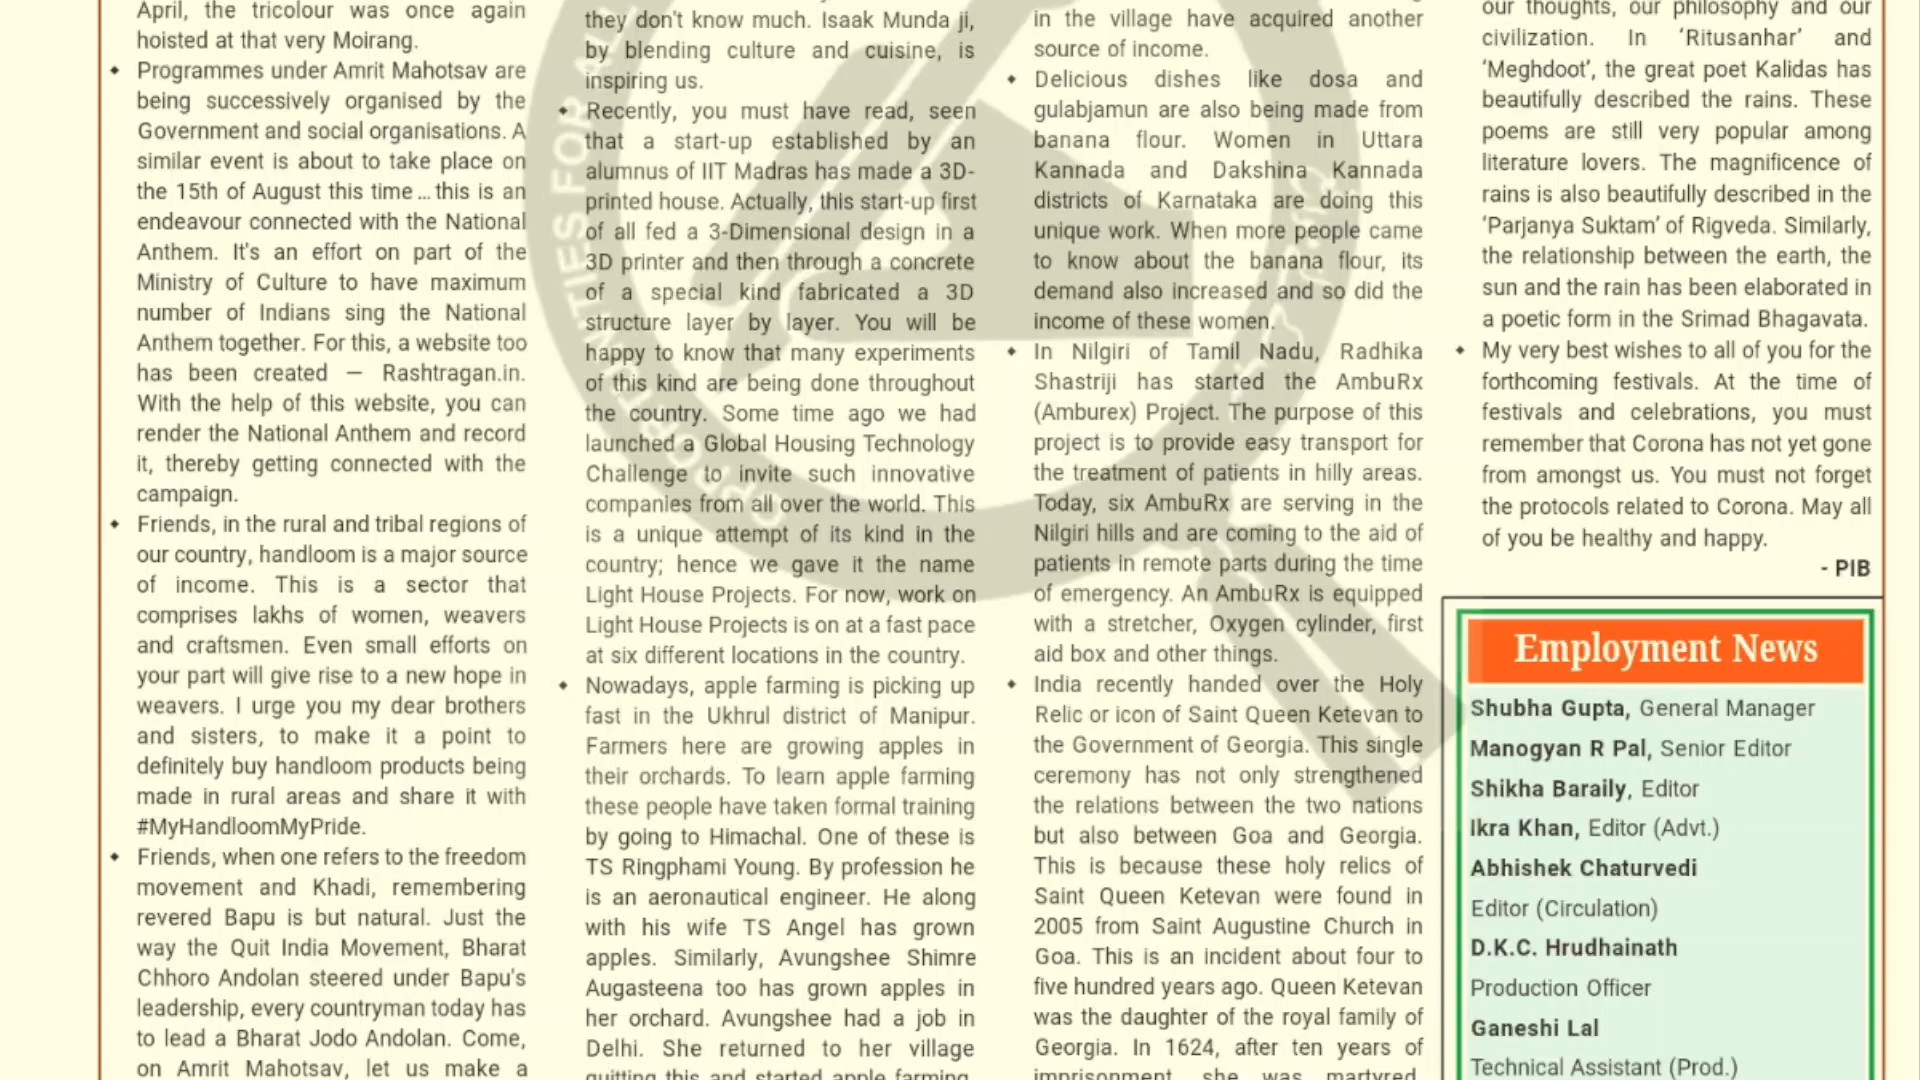 April, the tricolour was once again
hoisted at that very Moirang.
Programmes under Amrit Mahotsav are
being successively organised by the
Government and social organisations. A
similar event is about to take place on
the 15th of August this time ... this is an
endeavour connected with the National
Anthem. It's an effort on part of the
Ministry of Culture to have maximum
number of Indians sing the National
Anthem together. For this, a website too
has been created — Rashtragan.in.
With the help of this website, you can
render the National Anthem and record
it, thereby getting connected with the
campaign.
Friends, in the rural and tribal regions of
our country, handloom is a major source
of income. This is a sector that
comprises lakhs of women, weavers
and craftsmen. Even small efforts on
your part will give rise to a new hope in
weavers. I urge you my dear brothers
and sisters, to make it a point to
definitely buy handloom products being
made in rural areas and share it with
#MyHandloomMyPride.
Friends, when one refers to the freedom
movement and Khadi, remembering
revered Bapu is but natural. Just the
way the Quit India Movement, Bharat
Chhoro Andolan steered under Bapu's
leadership, every countryman today has
to lead a Bharat Jodo Andolan. Come,
on Amrit Mahotsav, let us make a
they don't know much. Isaak Munda ji,
by blending culture and cuisine, is
inspiring us.
Recently, you must have read, seen
that a start-up established by an
alumnus of IIT Madras has made a 3D-
printed house. Actually, this start-up first
of all fed a 3-Dimensional design in a
3D printer and then through a concrete
of a special kind fabricated a 3D
structure layer by layer. You will be
happy to know that many experiments
of this kind are being done throughout
the country. Some time ago we had
launched a Global Housing Technology
Challenge to invite such innovative
companies from all over the world. This
is a unique attempt of its kind in the
country; hence we gave it the name
Light House Projects. For now, work on
Light House Projects is on at a fast pace
at six different locations in the country.
Nowadays, apple farming is picking up
fast in the Ukhrul district of Manipur.
Farmers here are growing apples in
their orchards. To learn apple farming
these people have taken formal training
by going to Himachal. One of these is
TS Ringphami Young. By profession he
is an aeronautical engineer. He along
with his wife TS Angel has grown
apples. Similarly, Avungshee Shimre
Augasteena too has grown apples in
her orchard. Avungshee had a job in
Delhi. She returned to her village
quitting this and started apple farming.
in the village have acquired another
source of income.
Delicious dishes like dosa and
gulabjamun are also being made from
banana flour. Women in Uttara
Kannada and Dakshina Kannada
districts of Karnataka are doing this
unique work. When more people came
to know about the banana flour, its
demand also increased and so did the
income of these women.
In Nilgiri of Tamil Nadu, Radhika
Shastriji has started the AmbuRx
(Amburex) Project. The purpose of this
project is to provide easy transport for
the treatment of patients in hilly areas.
Today, six AmbuRx are serving in the
Nilgiri hills and are coming to the aid of
patients in remote parts during the time
of emergency. An AmbuRx is equipped
with a stretcher, Oxygen cylinder, first
aid box and other things.
India recently handed over the Holy
Relic or icon of Saint Queen Ketevan to
the Government of Georgia. This single
ceremony has not only strengthened
the relations between the two nations
but also between Goa and Georgia.
This is because these holy relics of
Saint Queen Ketevan were found in
2005 from Saint Augustine Church in
Goa. This is an incident about four to
five hundred years ago. Queen Ketevan
was the daughter of the royal family of
Georgia. In 1624, after ten years of
imprisonment, she was martyred.
our thoughts, our philosophy and our
civilization. In ‘Ritusanhar’ and
‘Meghdoot’, the great poet Kalidas has
beautifully described the rains. These
poems are still very popular among
literature lovers. The magnificence of
rains is also beautifully described in the
‘Parjanya Suktam’ of Rigveda. Similarly,
the relationship between the earth, the
sun and the rain has been elaborated in
a poetic form in the Srimad Bhagavata.
My very best wishes to all of you for the
forthcoming festivals. At the time of
festivals and celebrations, you must
remember that Corona has not yet gone
from amongst us. You must not forget
the protocols related to Corona. May all
of you be healthy and happy.
- PIB
Employment News
Shubha Gupta, General Manager
Manogyan R Pal, Senior Editor
Shikha Baraily, Editor
Ikra Khan, Editor (Advt.)
Abhishek Chaturvedi
Editor (Circulation)
D.K.C. Hrudhainath
Production Officer
Ganeshi Lal
Technical Assistant (Prod.)